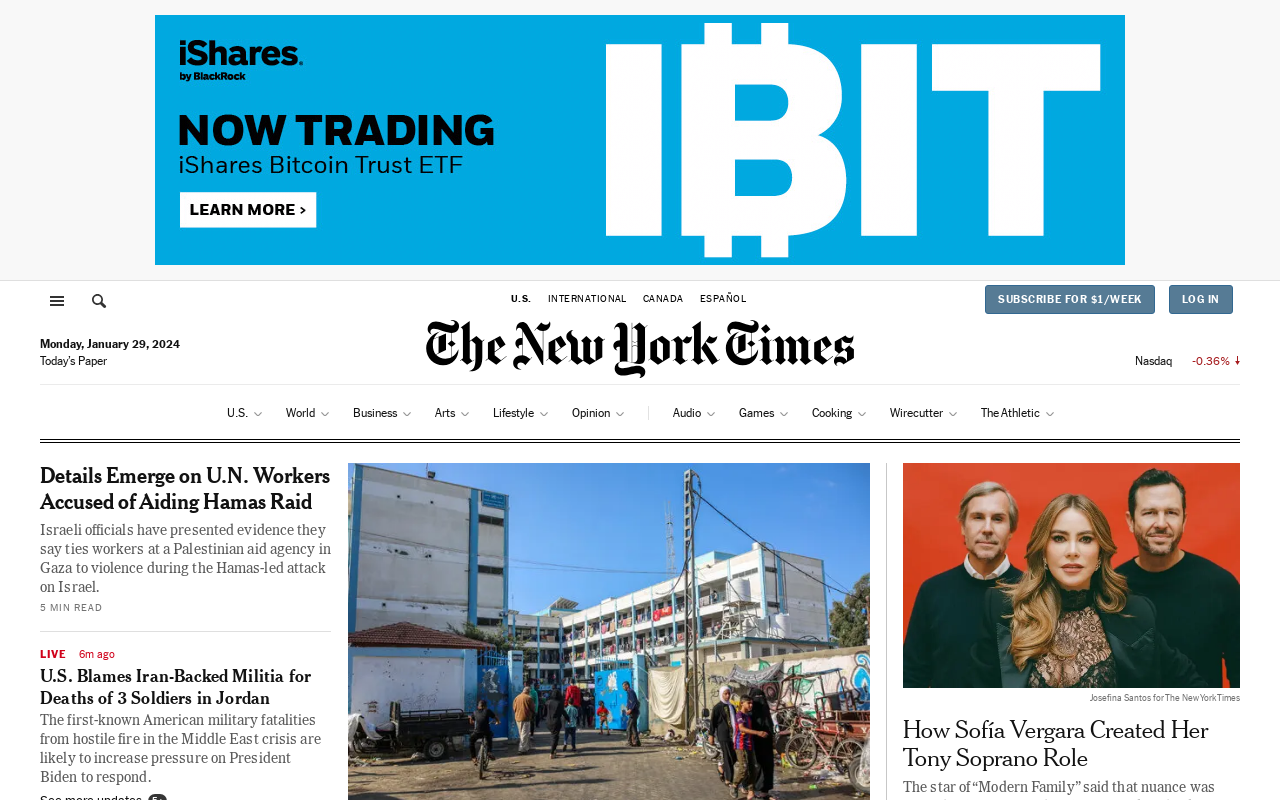 iShares.
by BlackRock
IBIT
NOW TRADING
iShares Bitcoin Trust ETF
LEARN MORE >
U.S. INTERNATIONAL CANADA ESPAÑOL
SUBSCRIBE FOR $1/WEEK LOG IN
The New York Times
Monday, January 29, 2024
Today's Paper
Nasdaq -0.36% ↓
U.S. World Business Arts Lifestyle Opinion Audio Games Cooking Wirecutter The Athletic
Details Emerge on U.N. Workers
Accused of Aiding Hamas Raid
Israeli officials have presented evidence they
say ties workers at a Palestinian aid agency in
Gaza to violence during the Hamas-led attack
on Israel.
5 MIN READ
LIVE 6m ago
U.S. Blames Iran-Backed Militia for
Deaths of 3 Soldiers in Jordan
The first-known American military fatalities
from hostile fire in the Middle East crisis are
likely to increase pressure on President
Biden to respond.
See more updates
Josefina Santos for The New York Times
How Sofía Vergara Created Her
Tony Soprano Role
The star of “Modern Family” said that nuance was